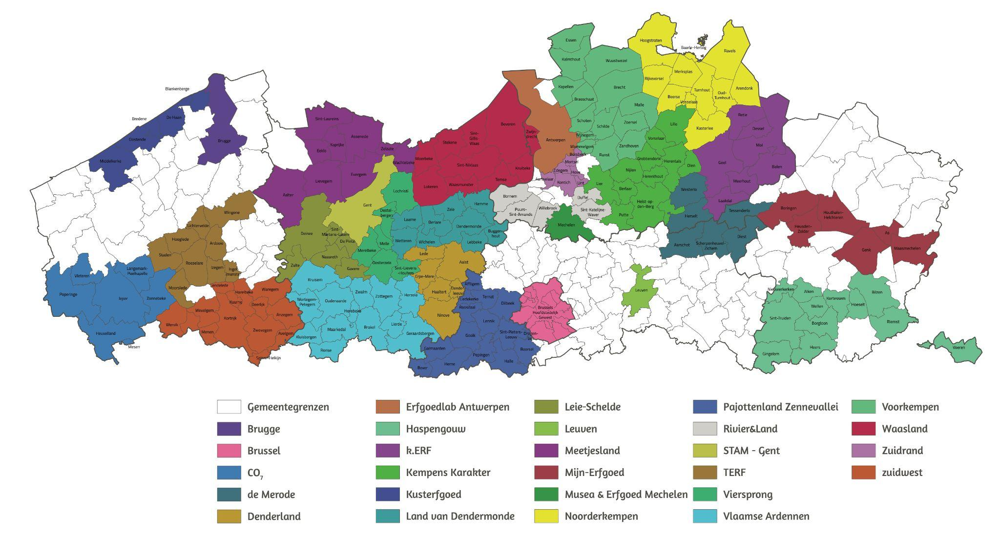 Essen
Hoogstraten
Baarle-Hertog
Ravels
Kalmthout
Wuustwezel
Rijkevorsel
Merksplas
Blankenberge
Kapellen
Brecht
Turnhout
Arendonk
Oud-
Turnhout
Brasschaat
Malle
Beerse
Vosselaar
Bredene
De Haan
Sint-Laureins
Schoten
Zoersel
Schilde
Lille
Kasterlee
Retie
Dessel
Oostende
Brugge
Assenede
Kaprijke
Eeklo
Zelzate
Wachtebeke
Moerbeke
Stekene
Sint-
Gillis-
Waas
Beveren
Zwijn-
drecht
Antwerpen
Wijnegem
Wommelgem
Borsbeek
Zandhoven
Ranst
Vorselaar
Grobbendonk
Herentals
Olen
Mol
Geel
Balen
Middelkerke
Evergem
Lievegem
Aalter
Sint-Niklaas
Kruibeke
Temse
Lokeren
Waasmunster
Mortsel
Edegem
Hove
Aartselaar
Kontich
Lint
Nijlen
Herenthout
Lier
Berlaar
Westerlo
Meerhout
Laakdal
Lochristi
Gent
Destel-
bergen
Hamme
Zele
Bornem
Puurs-
Sint-Amands
Willebroek
Duffel
Sint-Katelijne-
Waver
Heist-op-
den-Berg
Putte
Herselt
Tessenderlo
Beringen
Houthalen-
Helchteren
Heusden-
Zolder
As
Genk
Maasmechelen
Wingene
Lichtervelde
Hooglede
Ardooie
Staden
Roeselare
Izegem
Ingel-
munster
Moorslede
Deinze
Sint-
Martens-Latem
De Pinte
Nazareth
Zulte
Gavere
Melle
Merelbeke
Oosterzele
Sint-Lievens
-Houtem
Laarne
Berlare
Wetteren
Wichelen
Dendermonde
Lebbeke
Buggen-
hout
Mechelen
Aarschot
Scherpenheuvel-
Zichem
Diest
Lede
Aalst
Erpe-Mere
Haaltert
Dender-
leeuw
Ninove
Langemark-
Poelkapelle
Vleteren
Poperinge
Ieper
Zonnebeke
Heuvelland
Mesen
Lendelede
Harelbeke
Kuurne
Waregem
Deerlijk
Wevelgem
Kortrijk
Anzegem
Wervik
Menen
Zwevegem
Avelgem
Spiere-Helkijn
Kruisem
Wortegem-
Petegem
Oudenaarde
Zwalm
Zottegem
Herzele
Horebeke
Maarkedal
Brakel
Lierde
Kluisbergen
Ronse
Geraardsbergen
Affligem
Liedekerke
Ternat
Roosdaal
Dilbeek
Lennik
Gooik
Sint-Pieters-
Leeuw
Drogen-
bos
Galmaarden
Pepingen
Beersel
Bever
Herne
Halle
Brussels
Hoofdstedelijk
Gewest
Leuven
Nieuwerkerken
Alken
Kortessem
Bilzen
Wellen
Hoeselt
Sint-Truiden
Borgloon
Riemst
Gingelom
Heers
Voeren
Gemeentegrenzen
Brugge
Brussel
CO7
de Merode
Denderland
Erfgoedlab Antwerpen
Haspengouw
k.ERF
Kempens Karakter
Kusterfgoed
Land van Dendermonde
Leie-Schelde
Leuven
Meetjesland
Mijn-Erfgoed
Musea & Erfgoed Mechelen
Noorderkempen
Pajottenland Zennevallei
Rivier&Land
STAM - Gent
TERF
Viersprong
Vlaamse Ardennen
Voorkempen
Waasland
Zuidrand
zuidwest